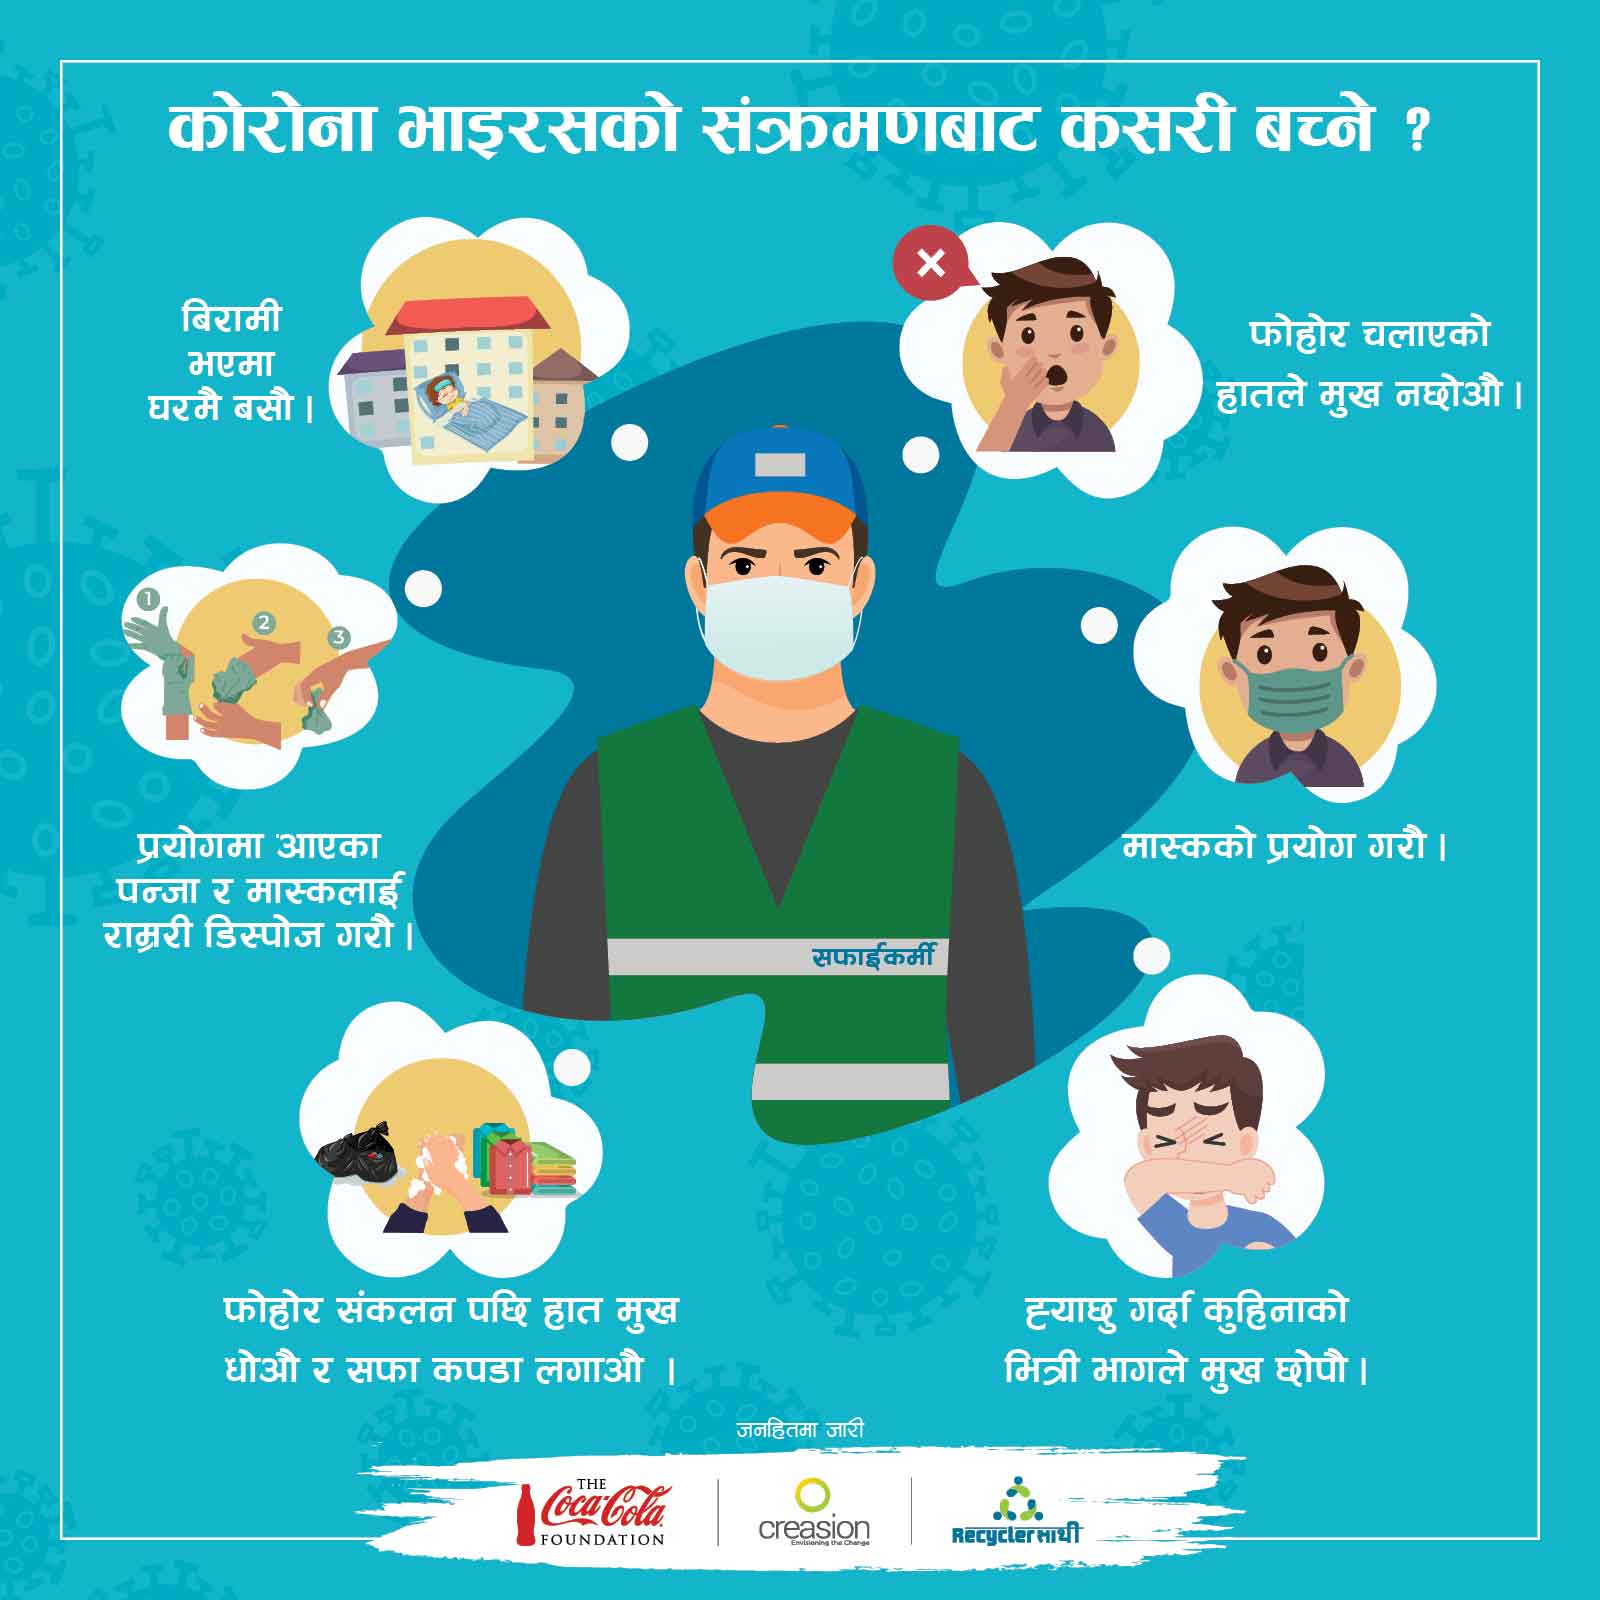 कोरोना भाइरसको संक्रमणबाट कसरी बच्ने ?
बिरामी
भएमा
घरमै बसौ ।
फोहोर चलाएको
हातले मुख नछोऔ ।
1
2
3
प्रयोगमा आएका
पन्जा र मास्कलाई
राम्ररी डिस्पोज गरौ ।
मास्कको प्रयोग गरौ ।
सफाईकर्मी
फोहोर संकलन पछि हात मुख
धोऔ र सफा कपडा लगाऔ ।
ह्याछु गर्दा कुहिनाको
भित्री भागले मुख छोपौ ।
जनहितमा जारी
THE
Coca-Cola
FOUNDATION
creasion
Envisioning the Change
Recyclerसाथी